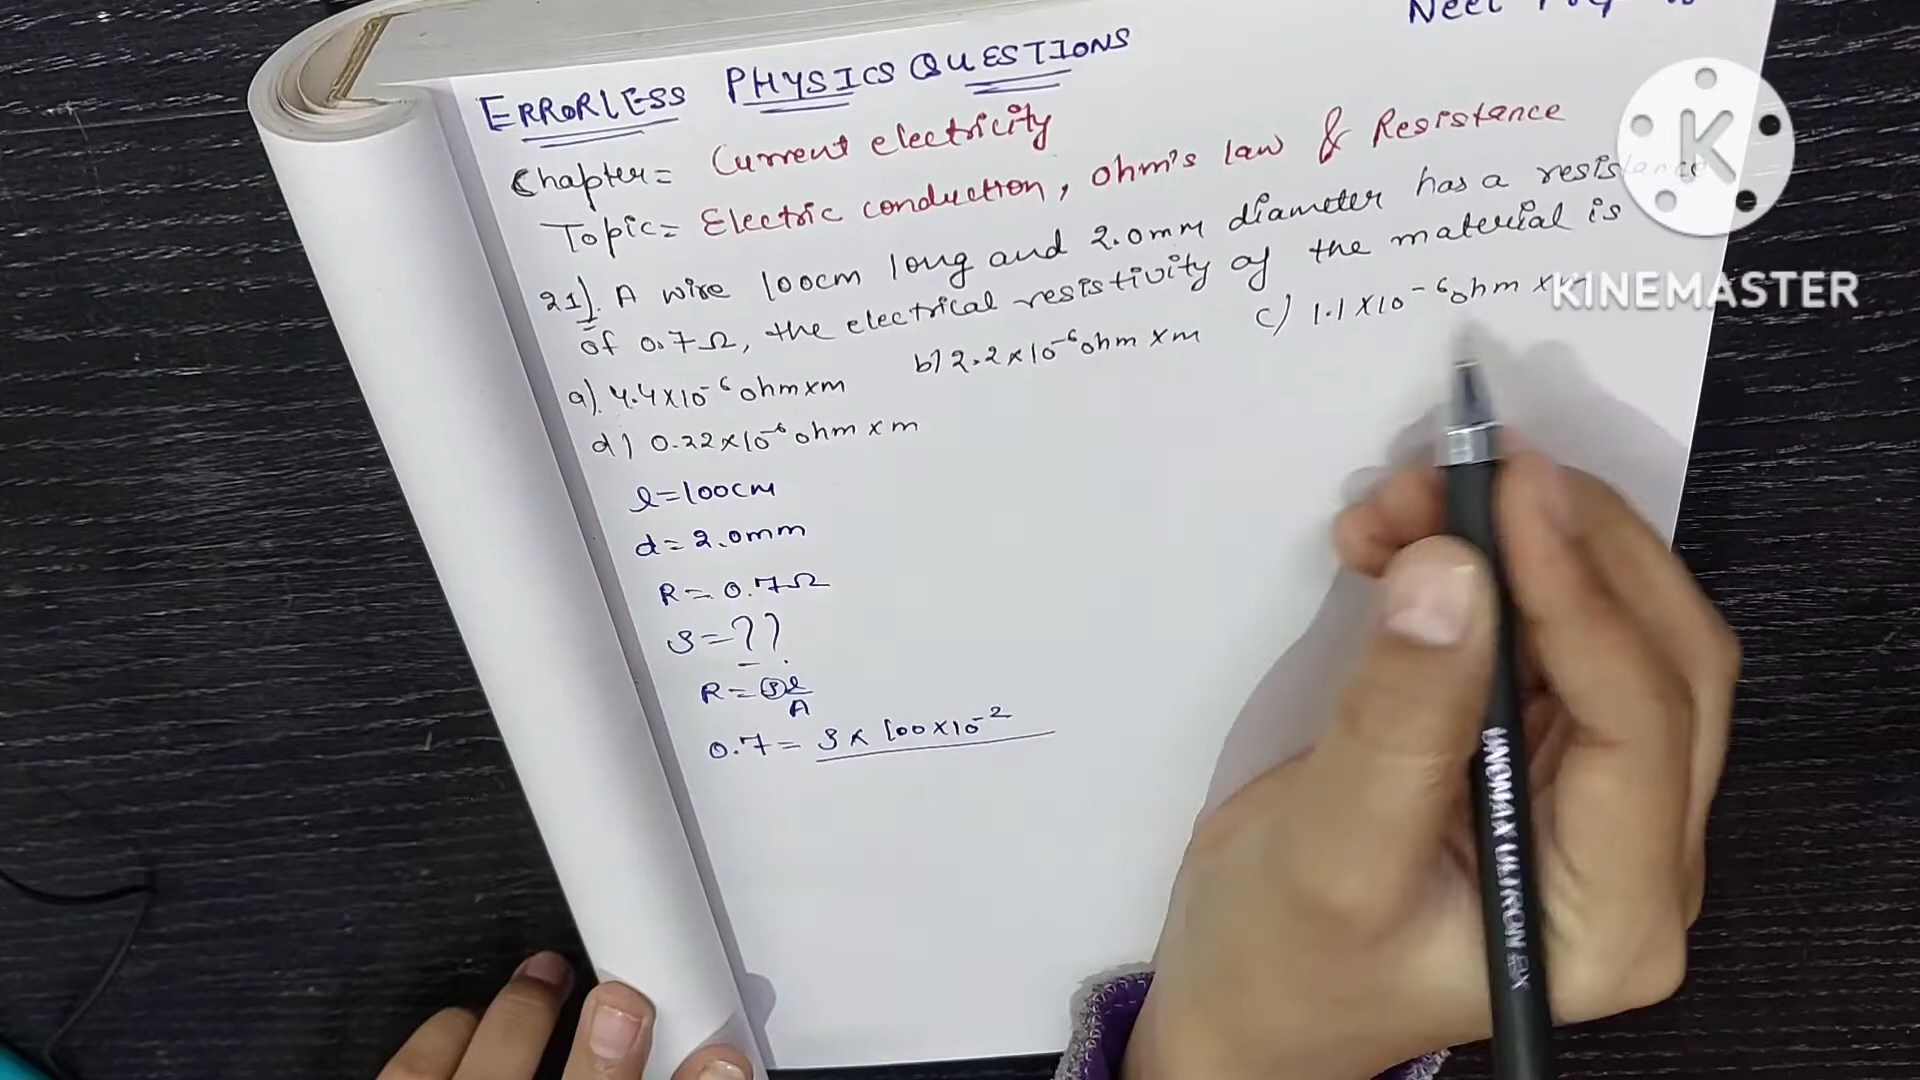 Neet
ERRORLESS PHYSICS QUESTIONS
Chapter= Current electricity
Topic= Electric conduction, ohm's law & Resistance
21). A wire 100cm long and 2.0mm diameter has a resistance
of 0.7Ω, the electrical resistivity of the material is
a). 4.4×10⁻⁶ ohm×m b) 2.2×10⁻⁶ ohm×m c) 1.1×10⁻⁶ ohm ×
d) 0.22×10⁻⁶ ohm×m
l=100cm
d=2.0mm
R=0.7Ω
ρ=??
R=ρl/A
0.7= ρ× 100×10⁻²
K
KINEMASTER
UNOMAX ULTRON SX